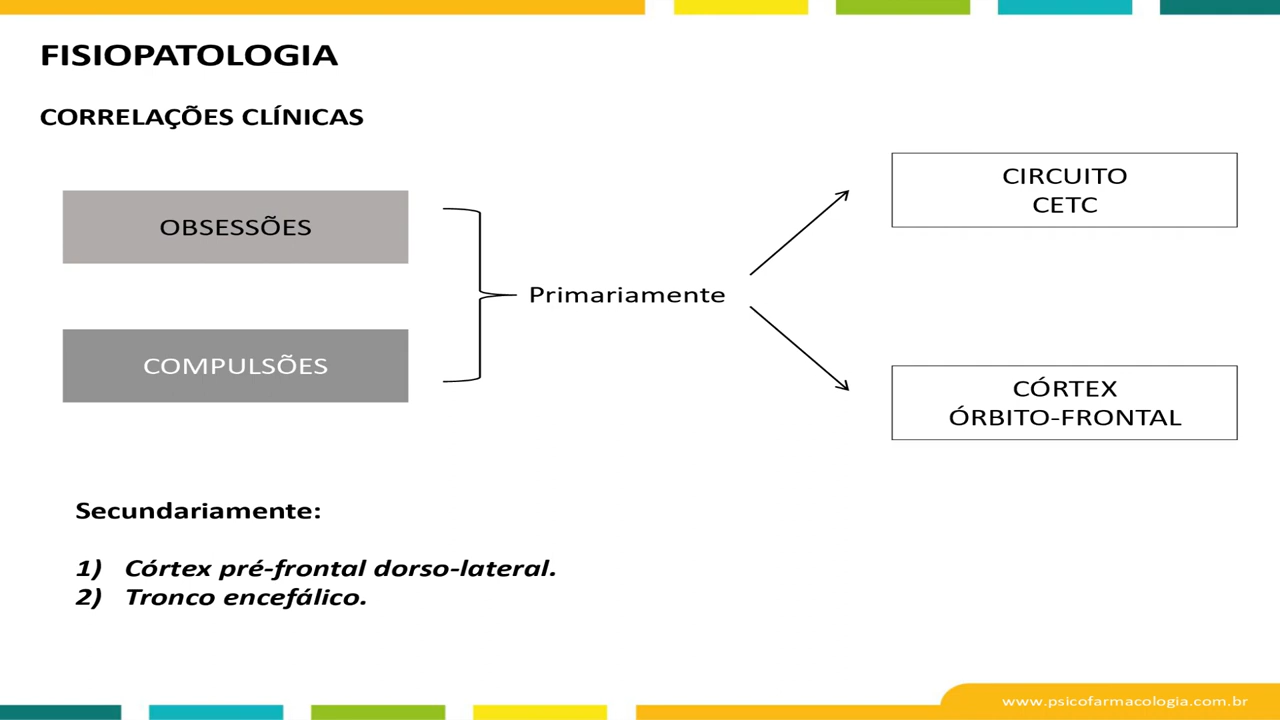 FISIOPATOLOGIA
CORRELAÇÕES CLÍNICAS
OBSESSÕES
COMPULSÕES
Primariamente
CIRCUITO
CETC
CÓRTEX
ÓRBITO-FRONTAL
Secundariamente:
1) Córtex pré-frontal dorso-lateral.
2) Tronco encefálico.
www.psicofarmacologia.com.br